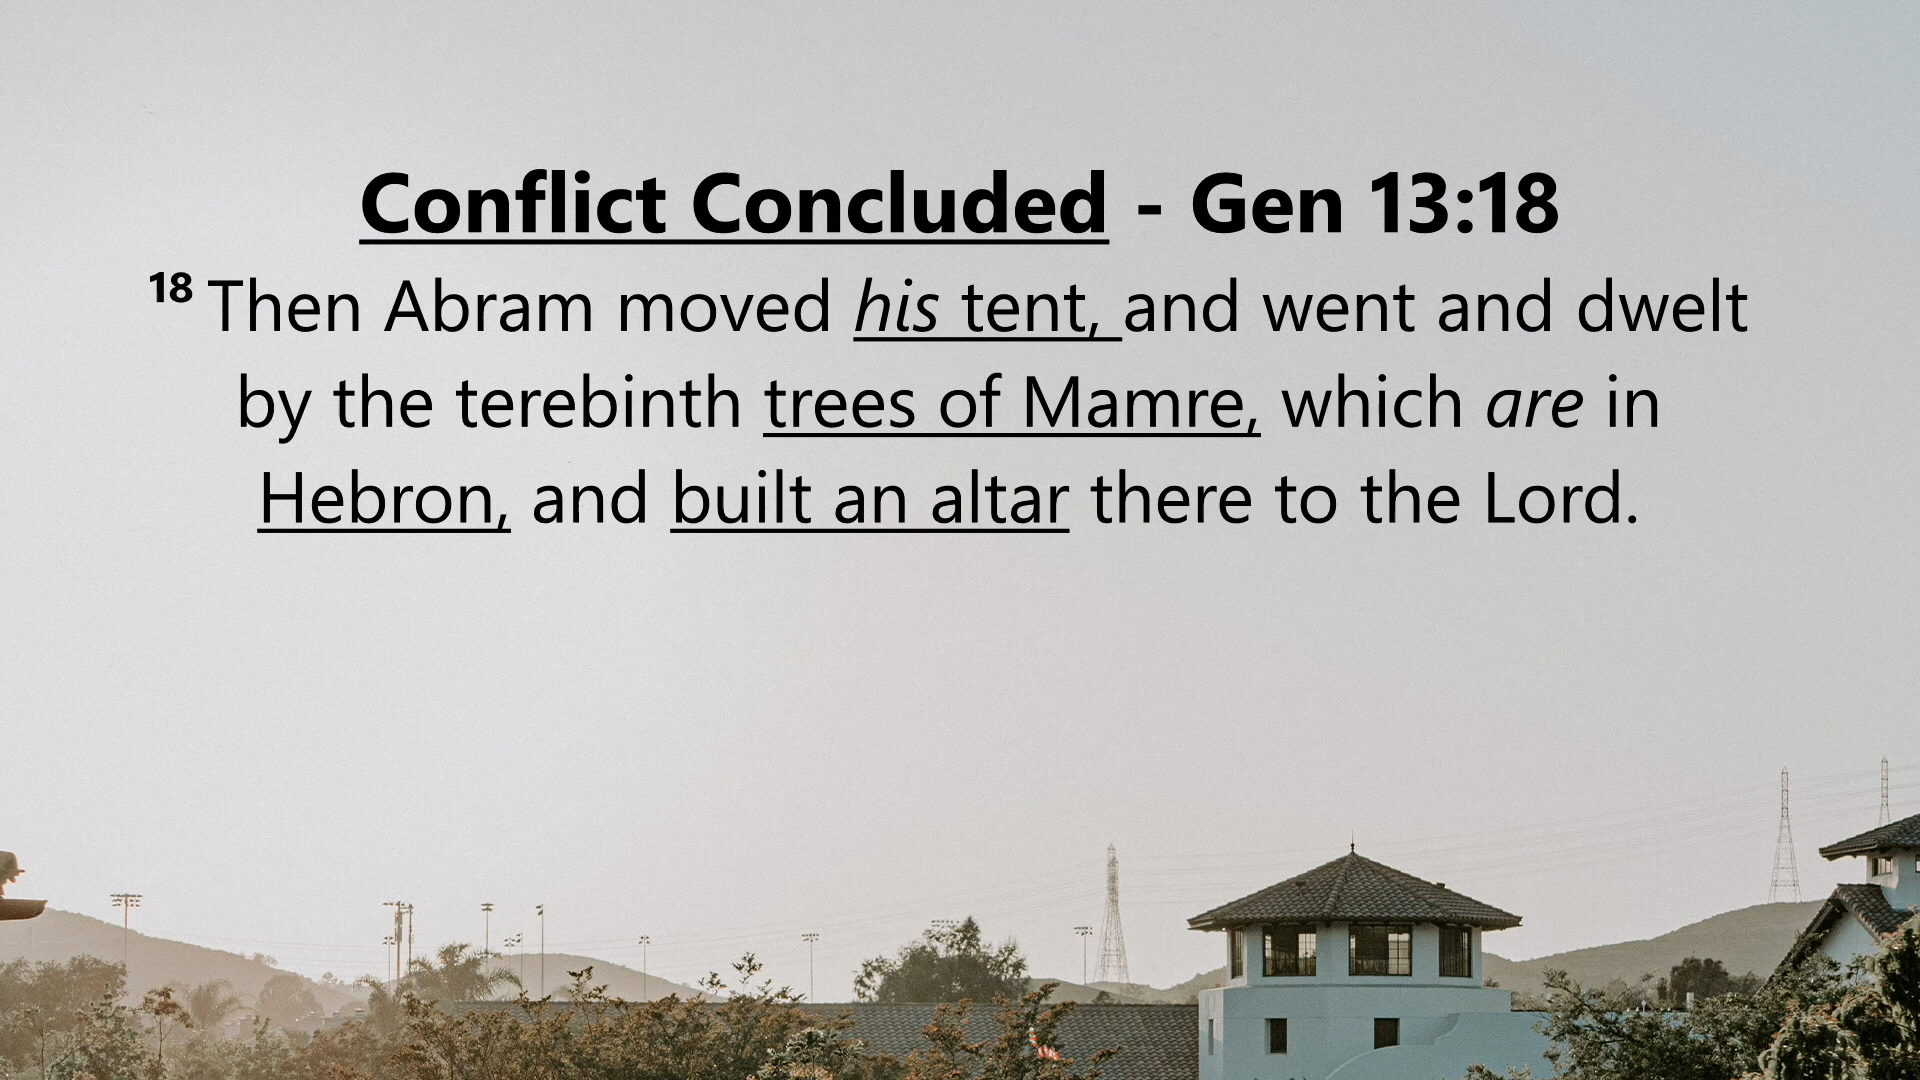 Conflict Concluded - Gen 13:18
18 Then Abram moved his tent, and went and dwelt
by the terebinth trees of Mamre, which are in
Hebron, and built an altar there to the Lord.